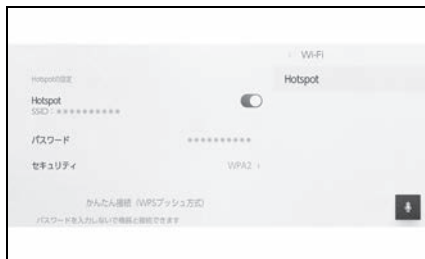 Wi-Fi
Hotspotの設定
Hotspot
Hotspot
SSID：＊＊＊＊＊＊＊＊＊＊
パスワード ＊＊＊＊＊＊＊＊＊＊
セキュリティ WPA2
かんたん接続（WPSプッシュ方式）
パスワードを入力しないで機器と接続できます